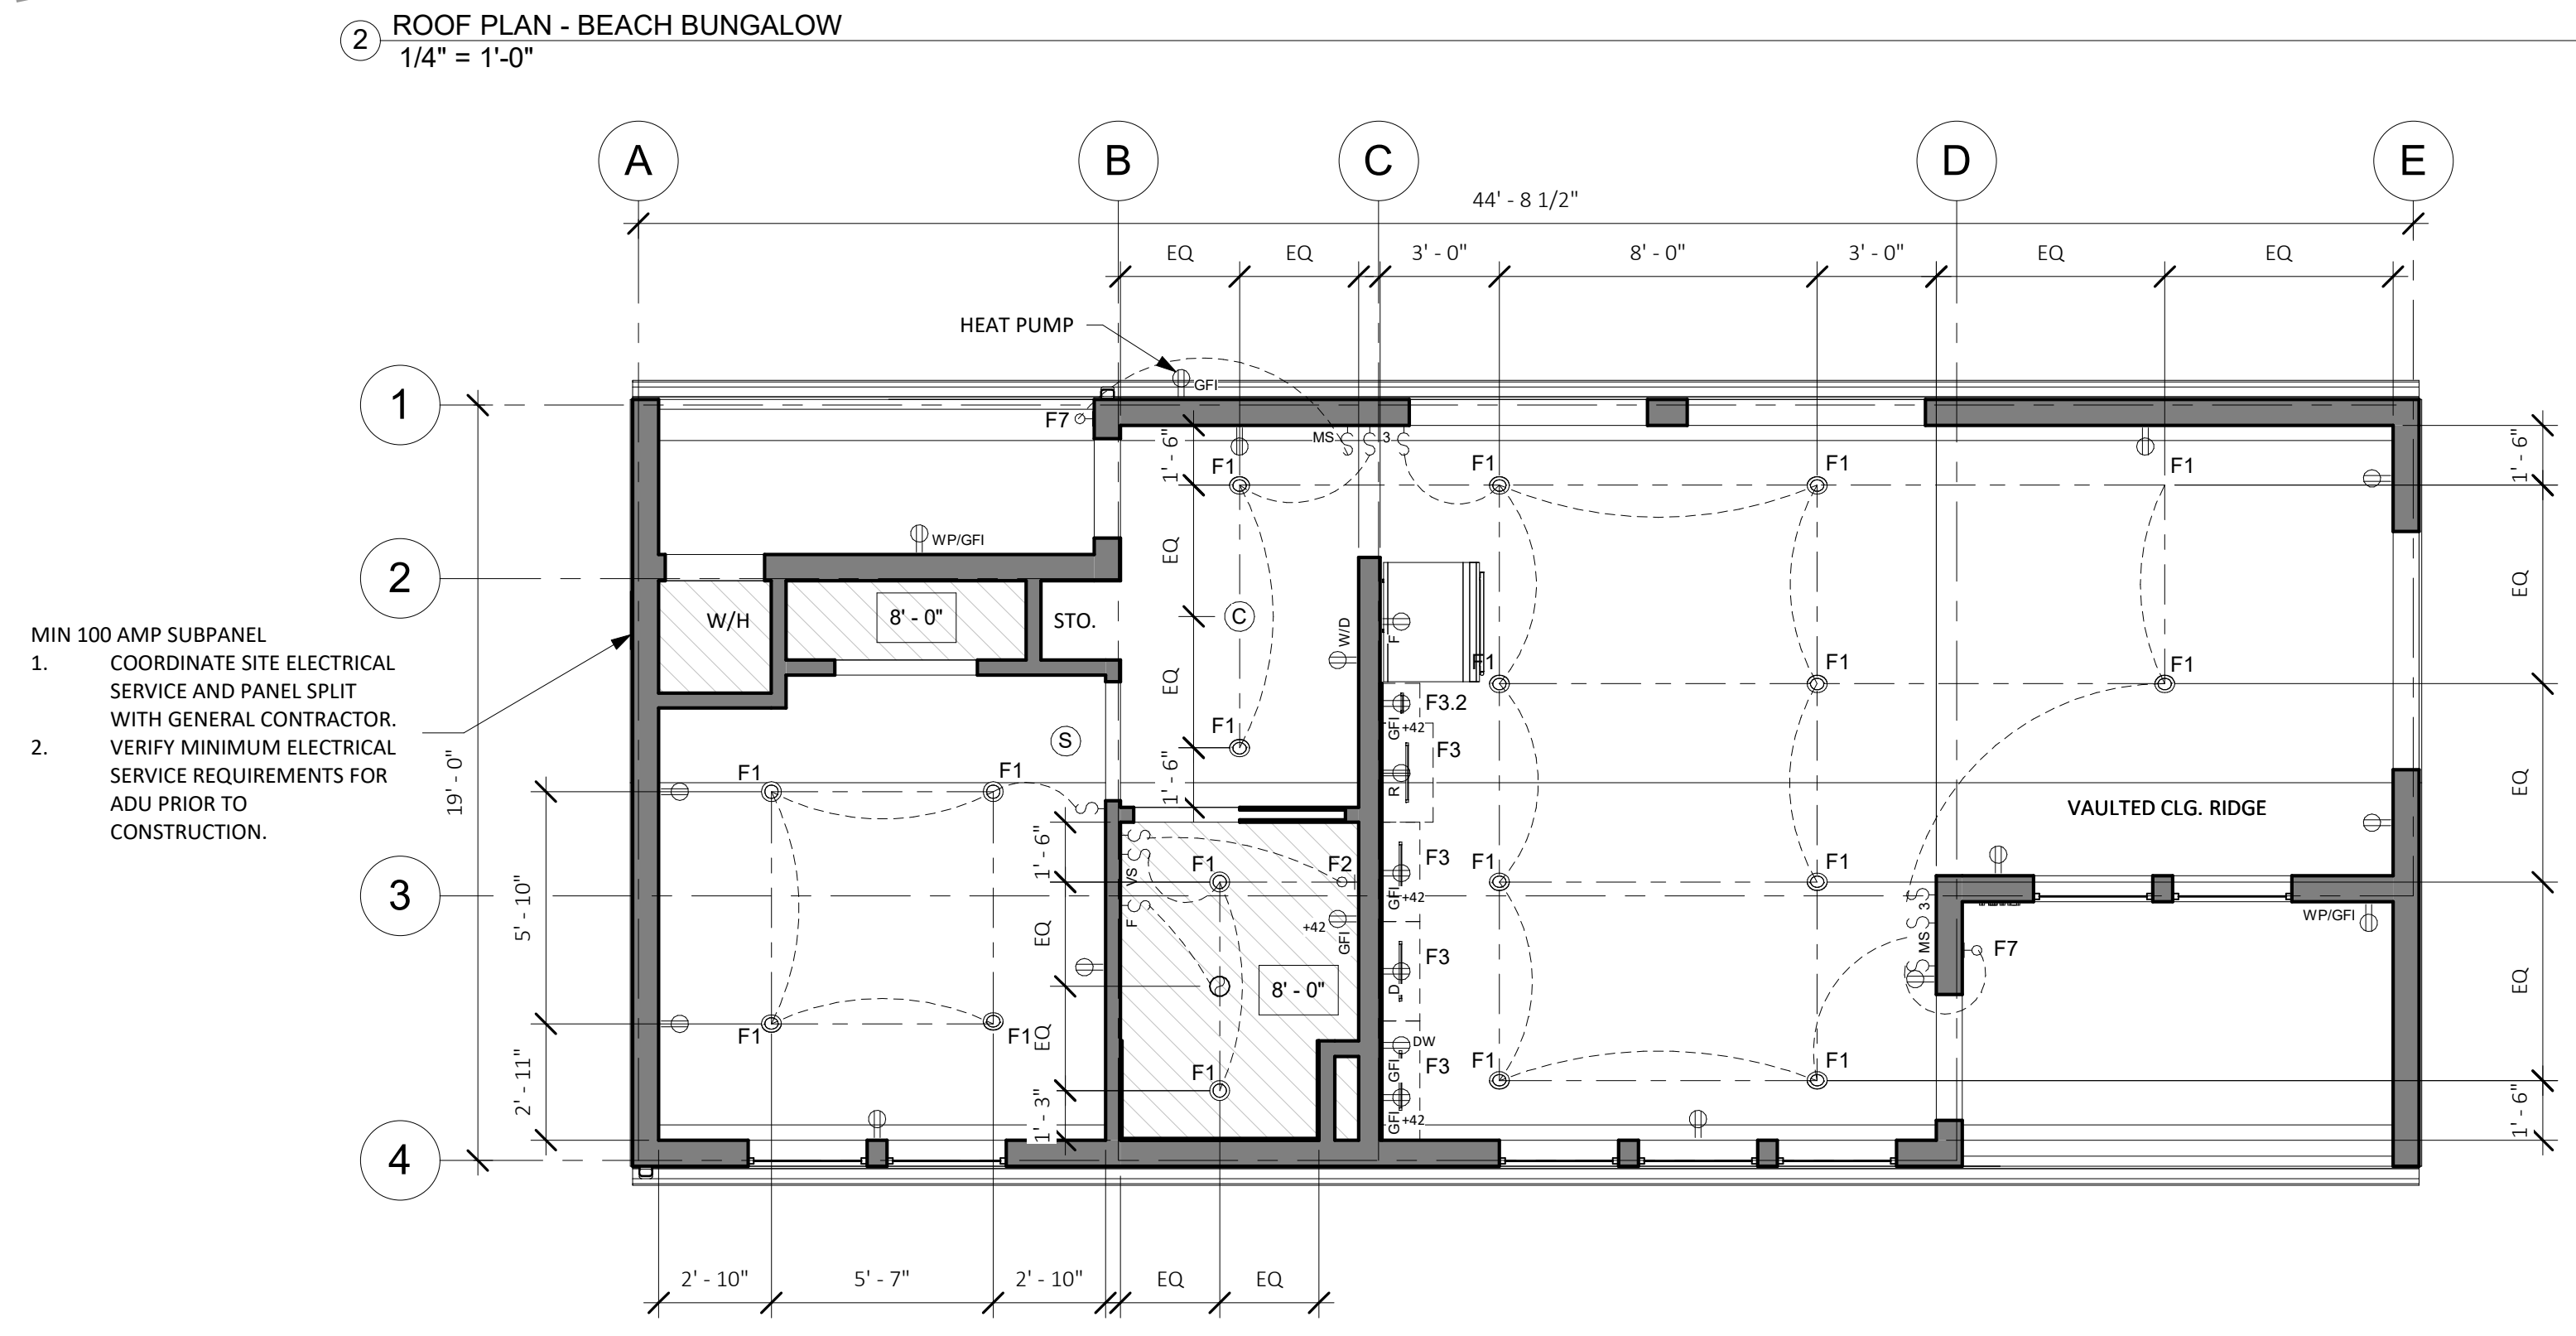 2 ROOF PLAN - BEACH BUNGALOW
1/4" = 1'-0"
A B C D E
44' - 8 1/2"
EQ EQ 3' - 0" 8' - 0" 3' - 0" EQ EQ
HEAT PUMP
GFI
1
F7
MS 3
1' - 6"
1' - 6"
F1 F1 F1 F1
WP/GFI
EQ
EQ
2
W/H
8' - 0"
STO.
C
W/D
F
MIN 100 AMP SUBPANEL
1. COORDINATE SITE ELECTRICAL
SERVICE AND PANEL SPLIT
WITH GENERAL CONTRACTOR.
2. VERIFY MINIMUM ELECTRICAL
SERVICE REQUIREMENTS FOR
ADU PRIOR TO
CONSTRUCTION.
19' - 0"
EQ
F1 F1 F1
F3.2
GFI +42
F1
S
F3
R
EQ
F1 F1
1' - 6"
VAULTED CLG. RIDGE
1' - 6"
VS
F1 F2
F3
F1 F1
GFI +42
3
5' - 10"
F
EQ
+42
GFI
3
MS
WP/GFI
F7
F3
D
8' - 0"
EQ
F1 F1
EQ
DW
GFI
F3
F1
F1 F1
2' - 11"
1' - 3"
GFI +42
1' - 6"
4
2' - 10" 5' - 7" 2' - 10" EQ EQ